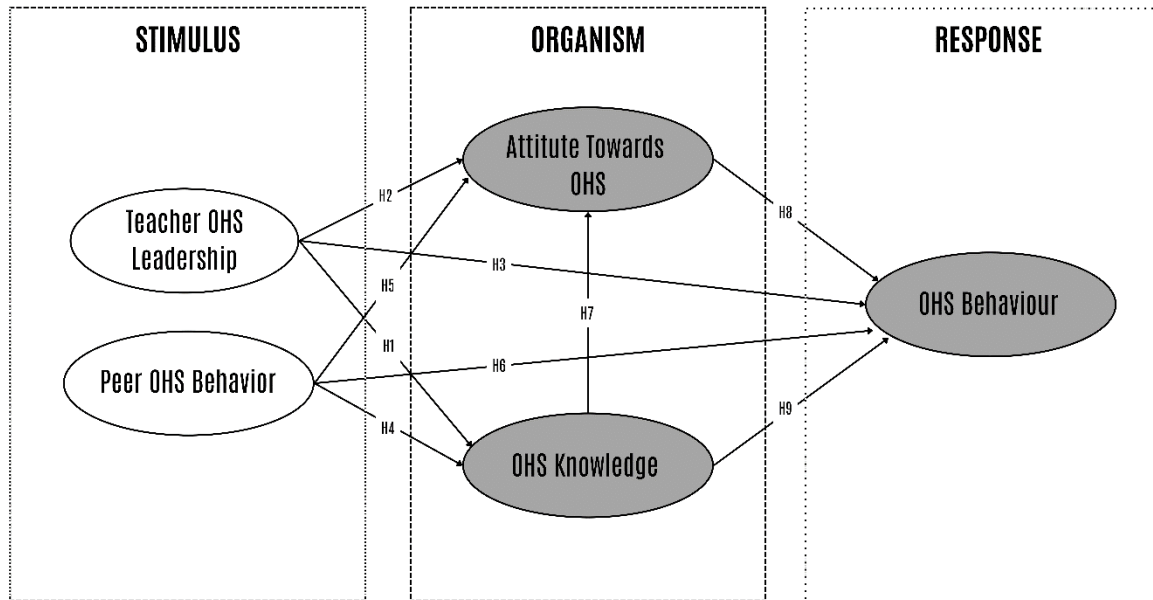 STIMULUS
ORGANISM
RESPONSE
Attitute Towards
OHS
Teacher OHS
Leadership
Peer OHS Behavior
OHS Knowledge
OHS Behaviour
H2
H8
H3
H5
H7
H1
H6
H4
H9